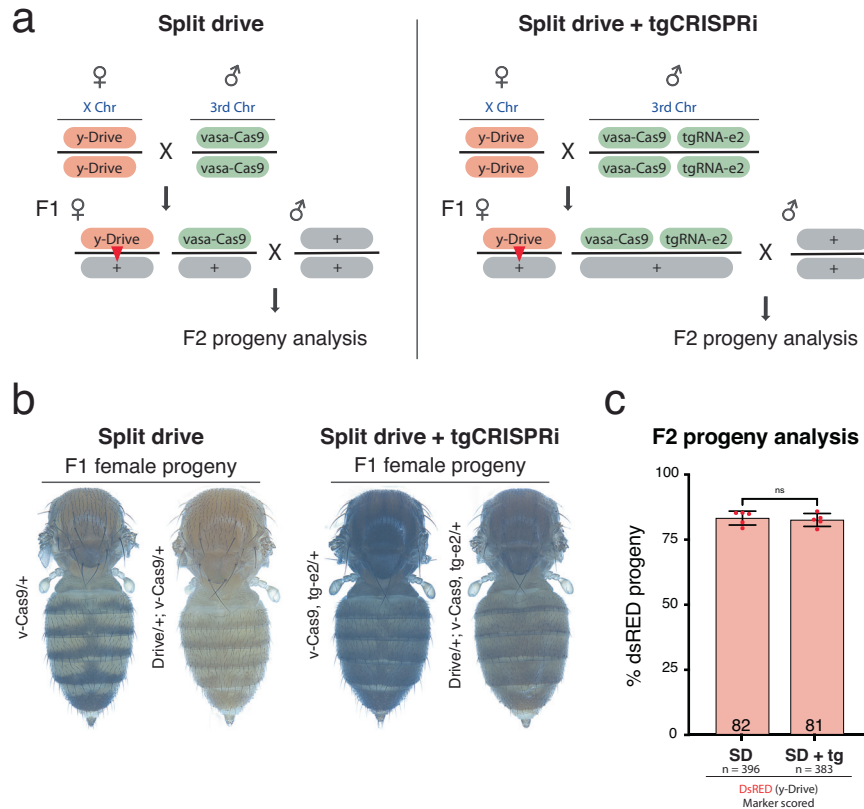 a
Split drive
♀ ♂
X Chr 3rd Chr
y-Drive vasa-Cas9
X
y-Drive vasa-Cas9
F1 ♀ ♂
y-Drive vasa-Cas9 +
X
+ + +
F2 progeny analysis
Split drive + tgCRISPRi
♀ ♂
X Chr 3rd Chr
y-Drive vasa-Cas9 tgRNA-e2
X
y-Drive vasa-Cas9 tgRNA-e2
F1 ♀ ♂
y-Drive vasa-Cas9 tgRNA-e2 +
X
+ + +
F2 progeny analysis
b
Split drive
F1 female progeny
v-Cas9/+
Drive/+; v-Cas9/+
Split drive + tgCRISPRi
F1 female progeny
v-Cas9, tg-e2/+
Drive/+; v-Cas9, tg-e2/+
c
F2 progeny analysis
% dsRED progeny
100
75
50
25
0
ns
82 81
SD SD + tg
n = 396 n = 383
DsRED (y-Drive)
Marker scored